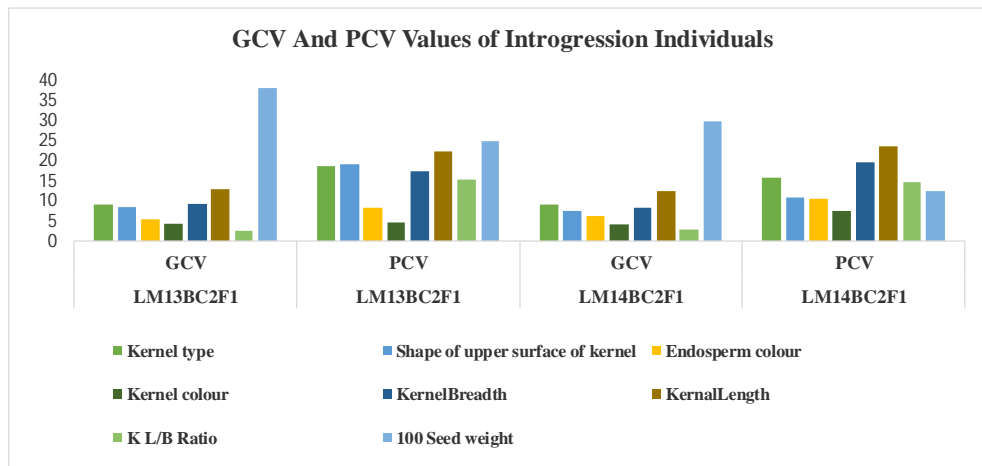 GCV And PCV Values of Introgression Individuals
40
35
30
25
20
15
10
5
0
GCV PCV GCV PCV
LM13BC2F1 LM13BC2F1 LM14BC2F1 LM14BC2F1
Kernel type Shape of upper surface of kernel Endosperm colour
Kernel colour KernelBreadth KernalLength
K L/B Ratio 100 Seed weight